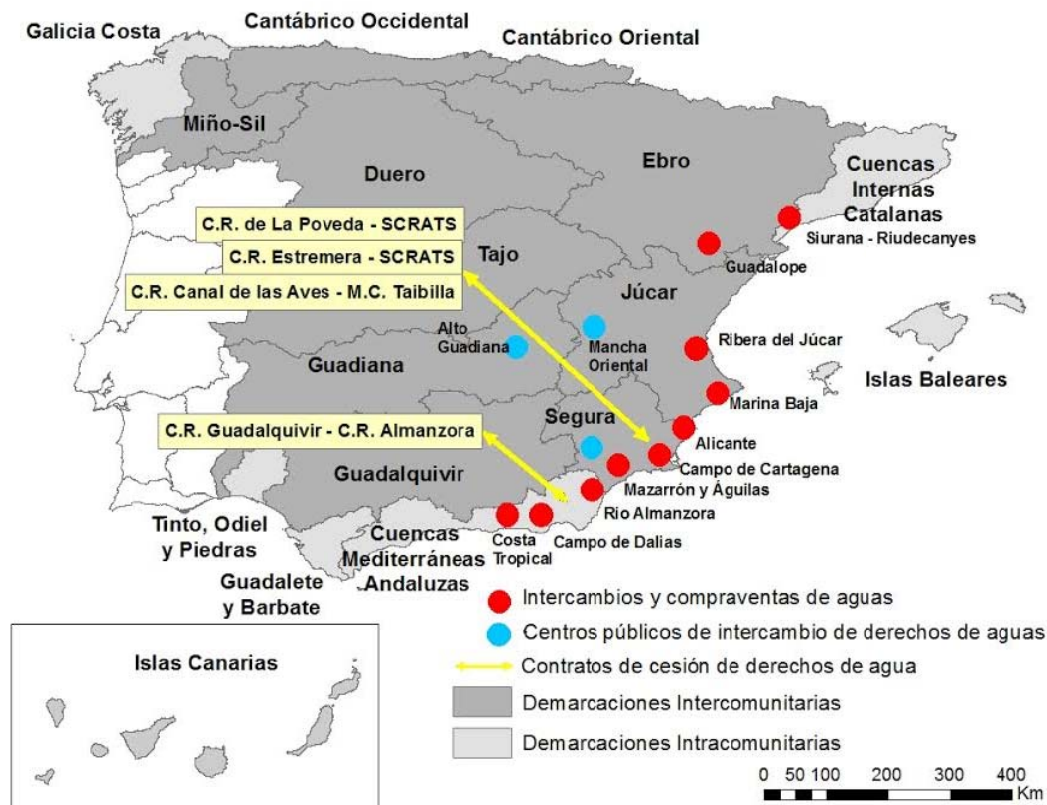 Cantábrico Occidental
Galicia Costa
Cantábrico Oriental
Miño-Sil
Duero
Ebro
Cuencas
Internas
Catalanas
Siurana - Riudecanyes
Guadalope
C.R. de La Poveda - SCRATS
C.R. Estremera - SCRATS
C.R. Canal de las Aves - M.C. Taibilla
Tajo
Júcar
Alto
Guadiana
Mancha
Oriental
Ribera del Júcar
Guadiana
Islas Baleares
Marina Baja
Segura
C.R. Guadalquivir - C.R. Almanzora
Alicante
Campo de Cartagena
Guadalquivir
Mazarrón y Águilas
Rio Almanzora
Tinto, Odiel
y Piedras
Cuencas
Mediterráneas
Andaluzas
Costa
Tropical
Campo de Dalias
Guadalete
y Barbate
Intercambios y compraventas de aguas
Centros públicos de intercambio de derechos de aguas
Contratos de cesión de derechos de agua
Demarcaciones Intercomunitarias
Demarcaciones Intracomunitarias
Islas Canarias
0 50 100 200 300 400
Km